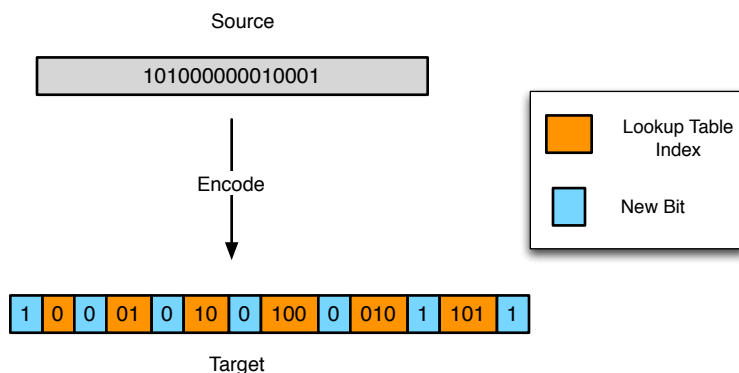 Source
101000000010001
Encode
Lookup Table
Index
New Bit
1 0 0 01 0 10 0 100 0 010 1 101 1
Target